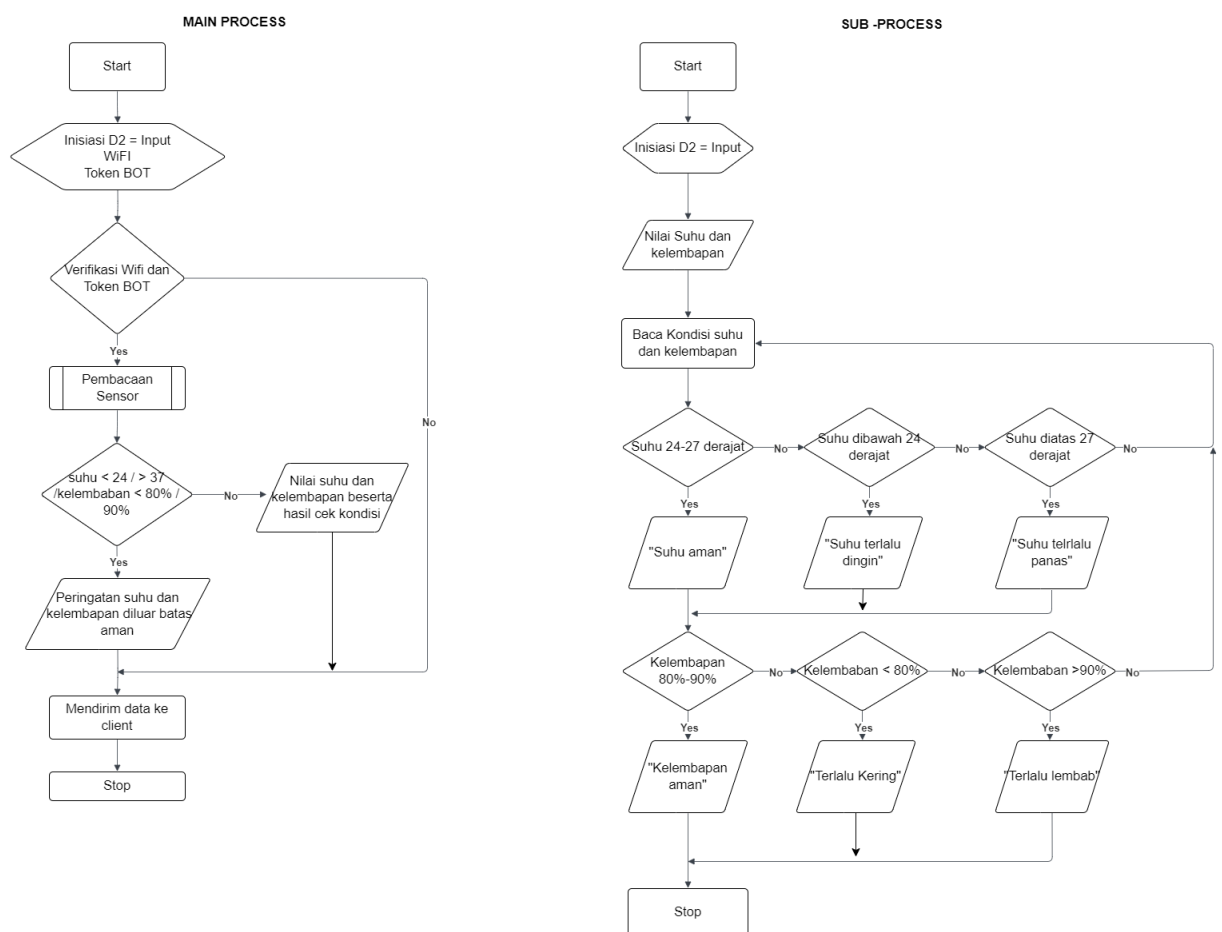 MAIN PROCESS
Start
Inisiasi D2 = Input
WiFI
Token BOT
Verifikasi Wifi dan
Token BOT
Yes
No
Pembacaan
Sensor
suhu < 24 / > 37
/kelembaban < 80% /
90%
No
Nilai suhu dan
kelembapan beserta
hasil cek kondisi
Yes
Peringatan suhu dan
kelembapan diluar batas
aman
Mendirim data ke
client
Stop
SUB -PROCESS
Start
Inisiasi D2 = Input
Nilai Suhu dan
kelembapan
Baca Kondisi suhu
dan kelembapan
Suhu 24-27 derajat
No
Suhu dibawah 24
derajat
No
Suhu diatas 27
derajat
No
Yes
Yes
Yes
"Suhu aman"
"Suhu terlalu
dingin"
"Suhu telrlalu
panas"
Kelembapan
80%-90%
No
Kelembaban < 80%
No
Kelembaban >90%
No
Yes
Yes
Yes
"Kelembapan
aman"
"Terlalu Kering"
"Terlalu lembab"
Stop